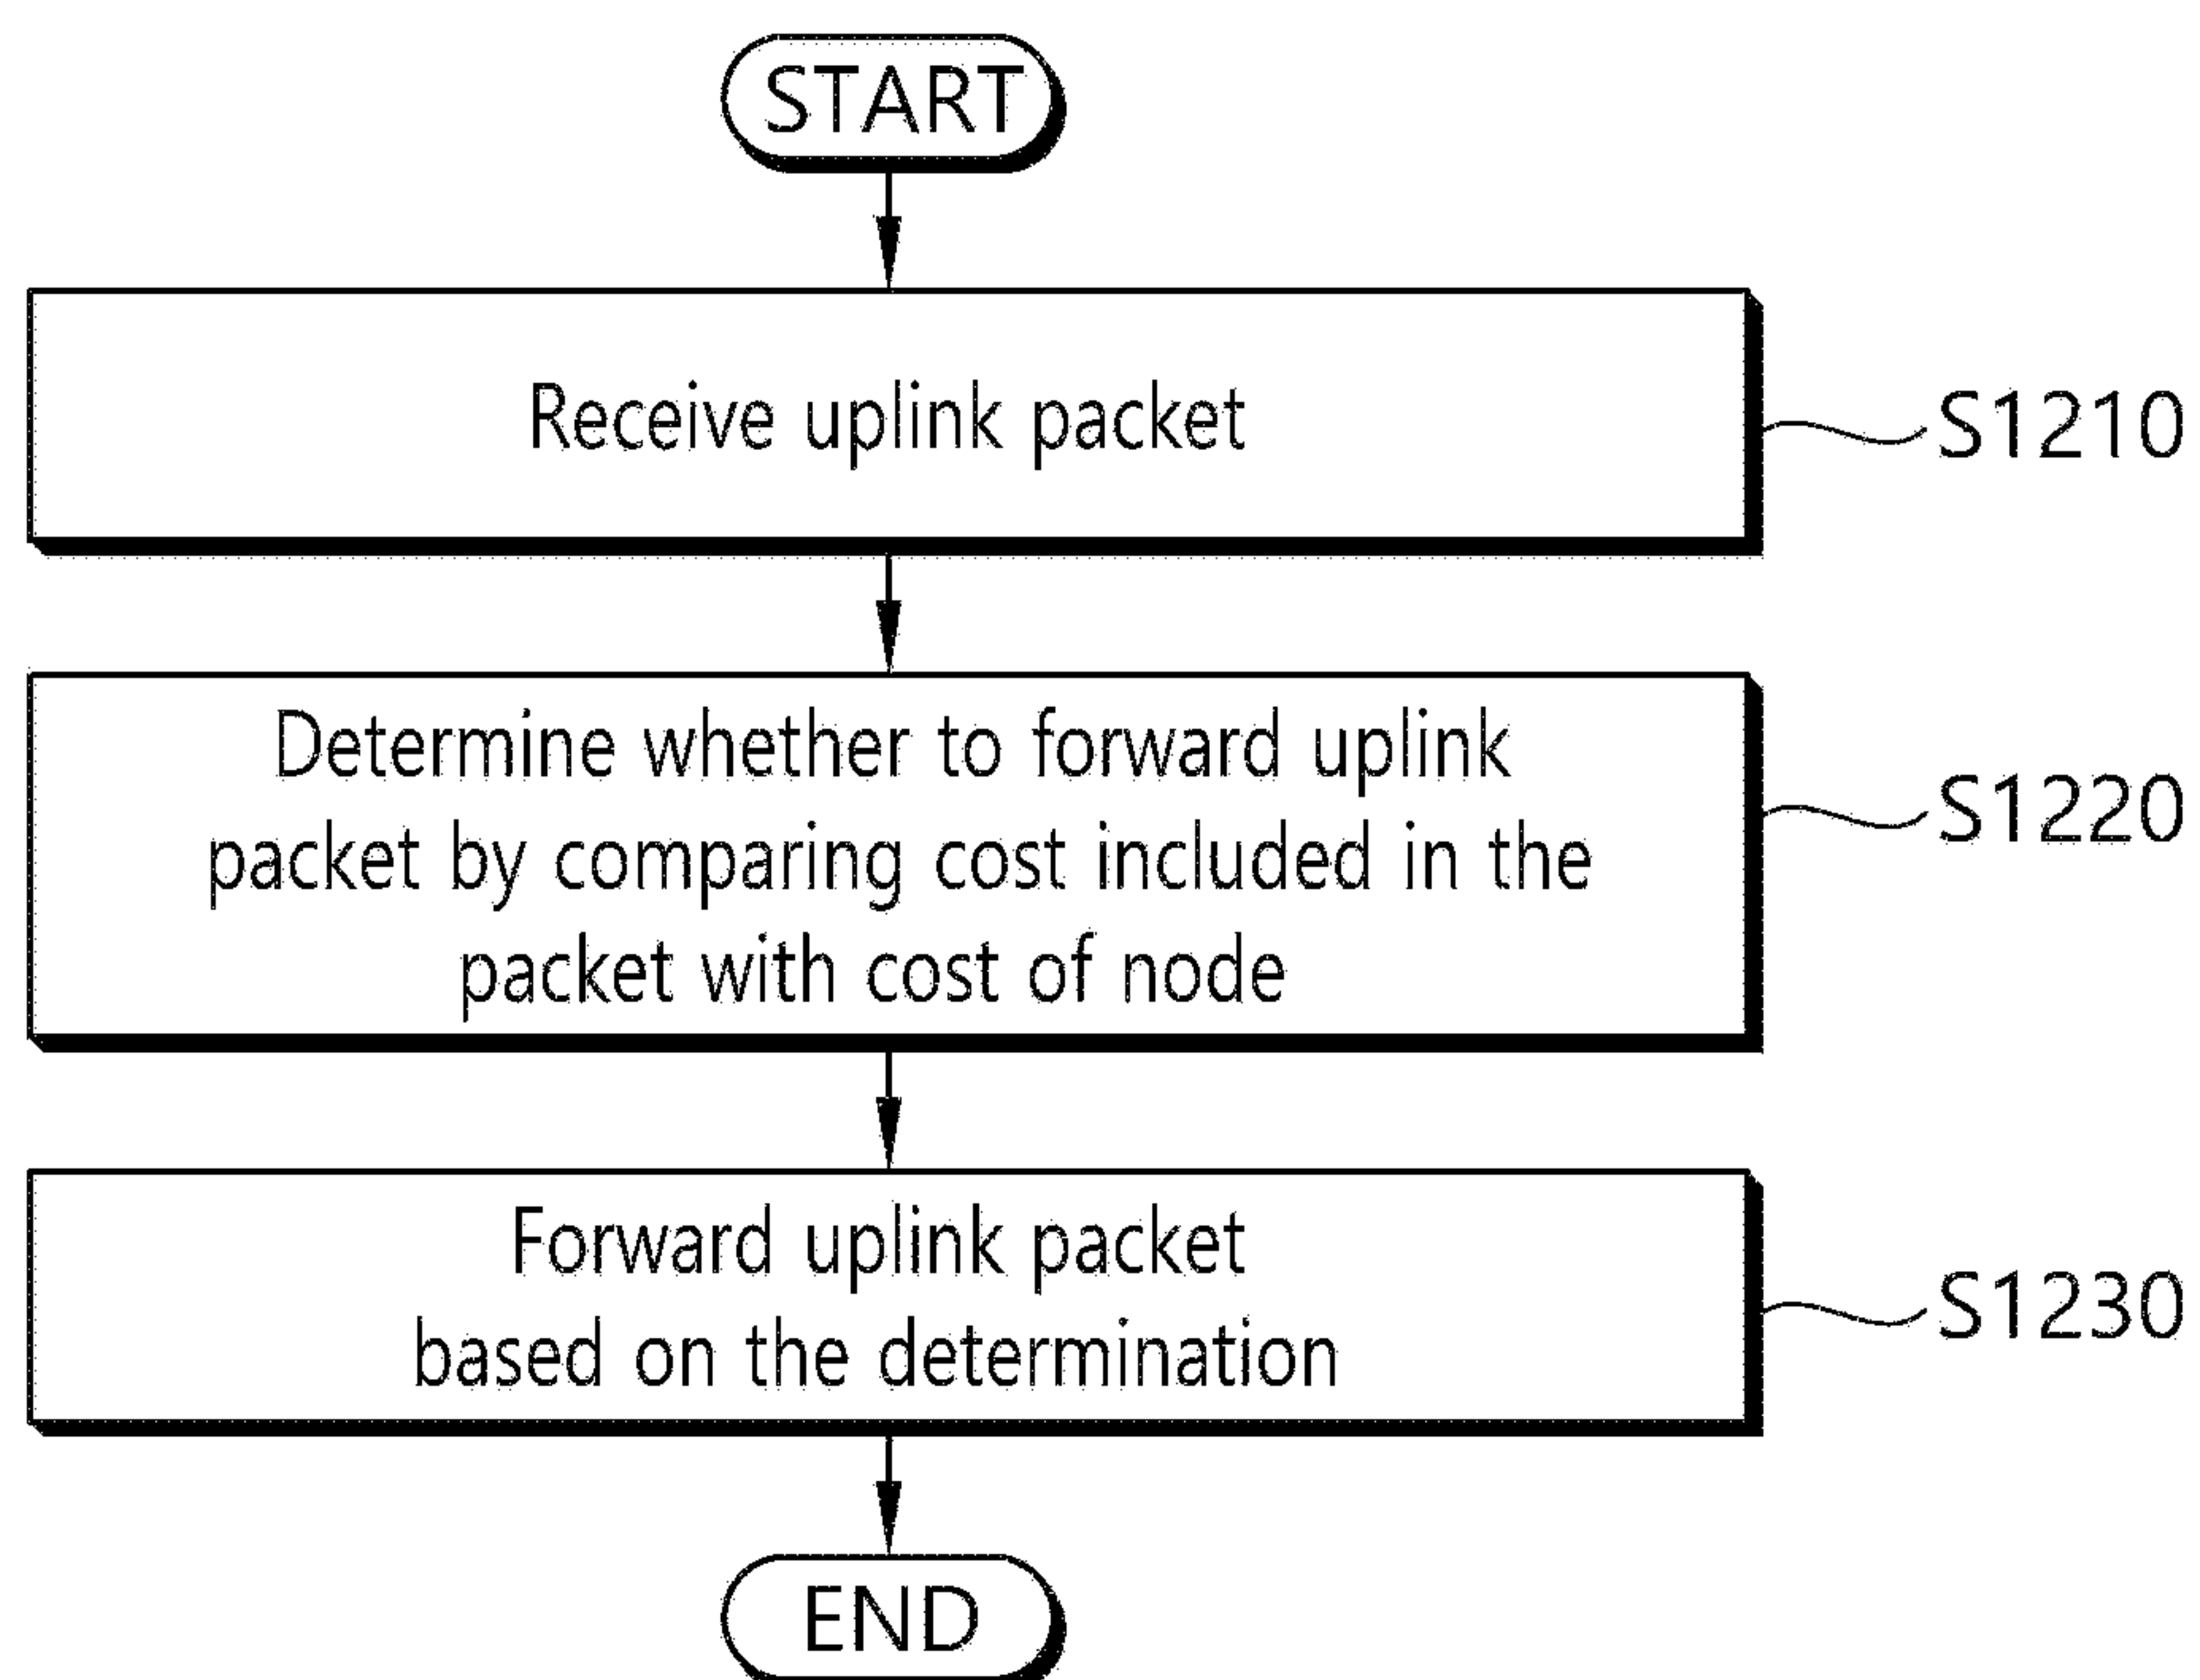 START
Receive uplink packet
S1210
Determine whether to forward uplink
packet by comparing cost included in the
packet with cost of node
S1220
Forward uplink packet
based on the determination
S1230
END